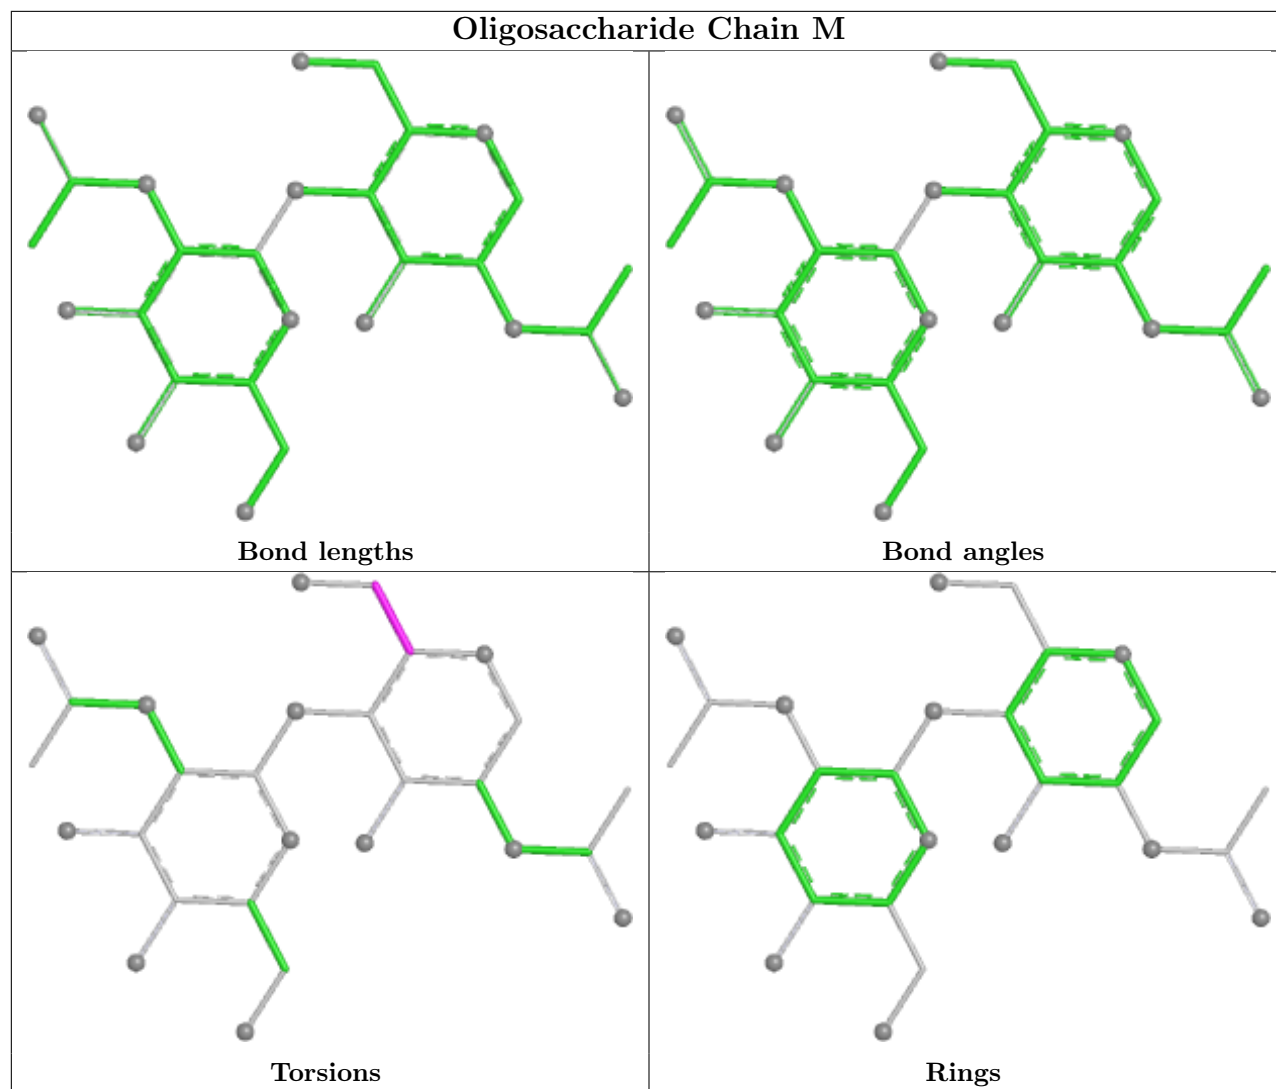 Oligosaccharide Chain M
Bond lengths
Bond angles
Torsions
Rings